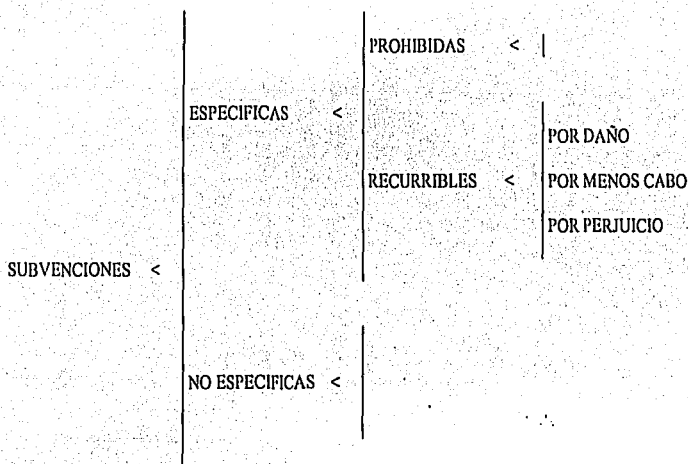 PROHIBIDAS <
ESPECIFICAS <
POR DAÑO
RECURRIBLES < POR MENOS CABO
POR PERJUICIO
SUBVENCIONES <
NO ESPECIFICAS <